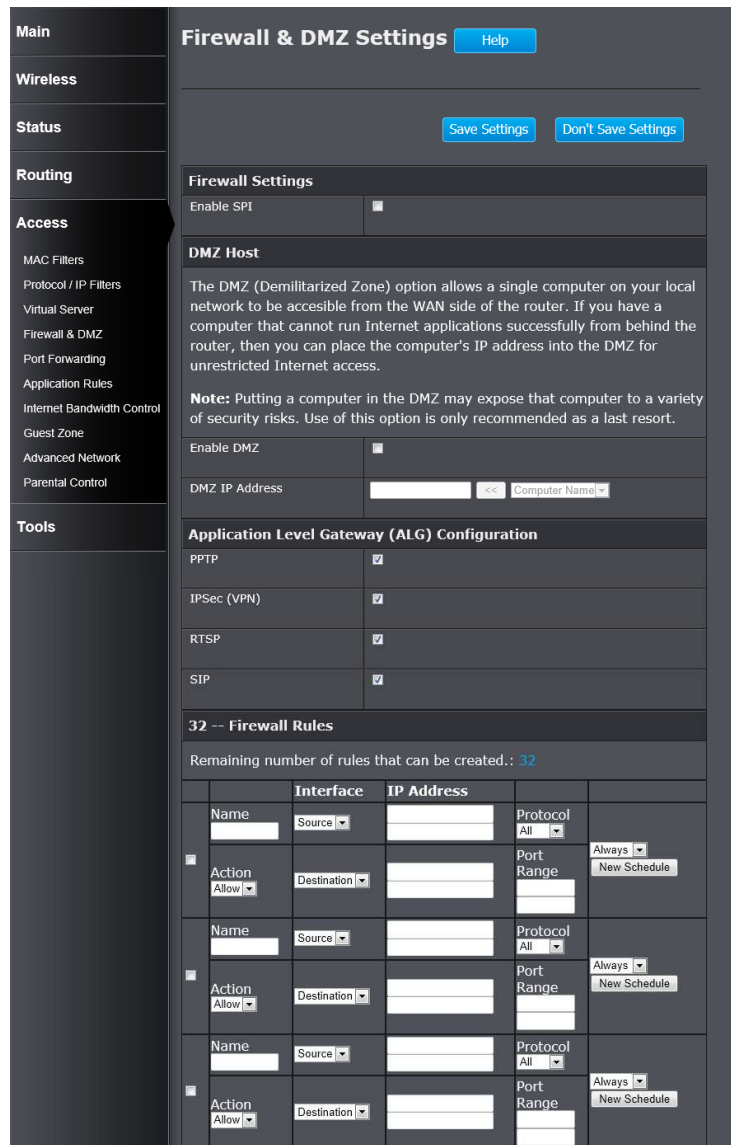 Main
Wireless
Status
Routing
Access
MAC Filters
Protocol / IP Filters
Virtual Server
Firewall & DMZ
Port Forwarding
Application Rules
Internet Bandwidth Control
Guest Zone
Advanced Network
Parental Control
Tools
Firewall & DMZ Settings Help
Save Settings Don't Save Settings
Firewall Settings
Enable SPI
DMZ Host
The DMZ (Demilitarized Zone) option allows a single computer on your local
network to be accesible from the WAN side of the router. If you have a
computer that cannot run Internet applications successfully from behind the
router, then you can place the computer's IP address into the DMZ for
unrestricted Internet access.
Note: Putting a computer in the DMZ may expose that computer to a variety
of security risks. Use of this option is only recommended as a last resort.
Enable DMZ
DMZ IP Address << Computer Name
Application Level Gateway (ALG) Configuration
PPTP
IPSec (VPN)
RTSP
SIP
32 -- Firewall Rules
Remaining number of rules that can be created.: 32
Interface IP Address
Name Source Protocol
All
Always
New Schedule
Action
Allow
Destination
Port
Range
Name Source Protocol
All
Always
New Schedule
Action
Allow
Destination
Port
Range
Name Source Protocol
All
Always
New Schedule
Action
Allow
Destination
Port
Range